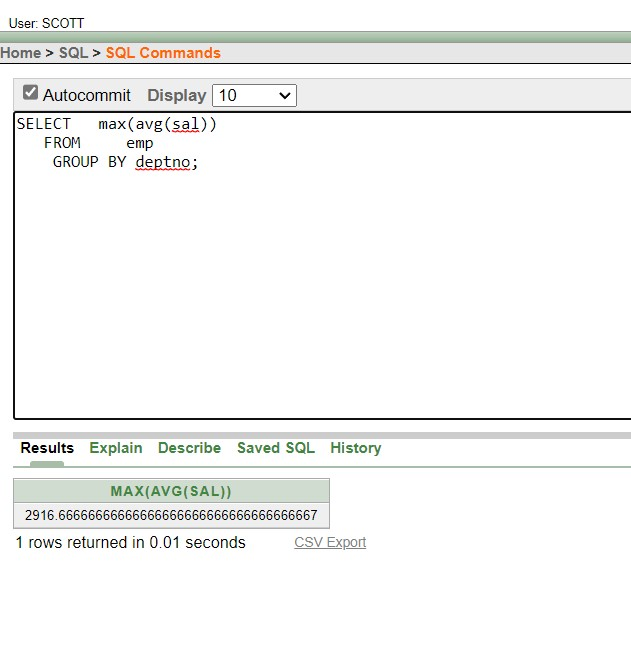 User: SCOTT
Home > SQL > SQL Commands
Autocommit Display 10
SELECT max(avg(sal))
FROM emp
GROUP BY deptno;
Results Explain Describe Saved SQL History
MAX(AVG(SAL))
2916.66666666666666666666666666666667
1 rows returned in 0.01 seconds CSV Export